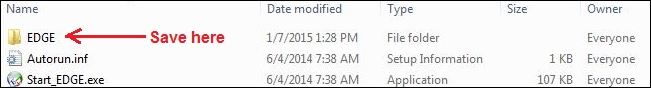 Name Date modified Type Size Owner
EDGE Save here 1/7/2015 1:28 PM File folder Everyone
Autorun.inf 6/4/2014 7:38 AM Setup Information 1 KB Everyone
Start_EDGE.exe 6/4/2014 7:38 AM Application 107 KB Everyone